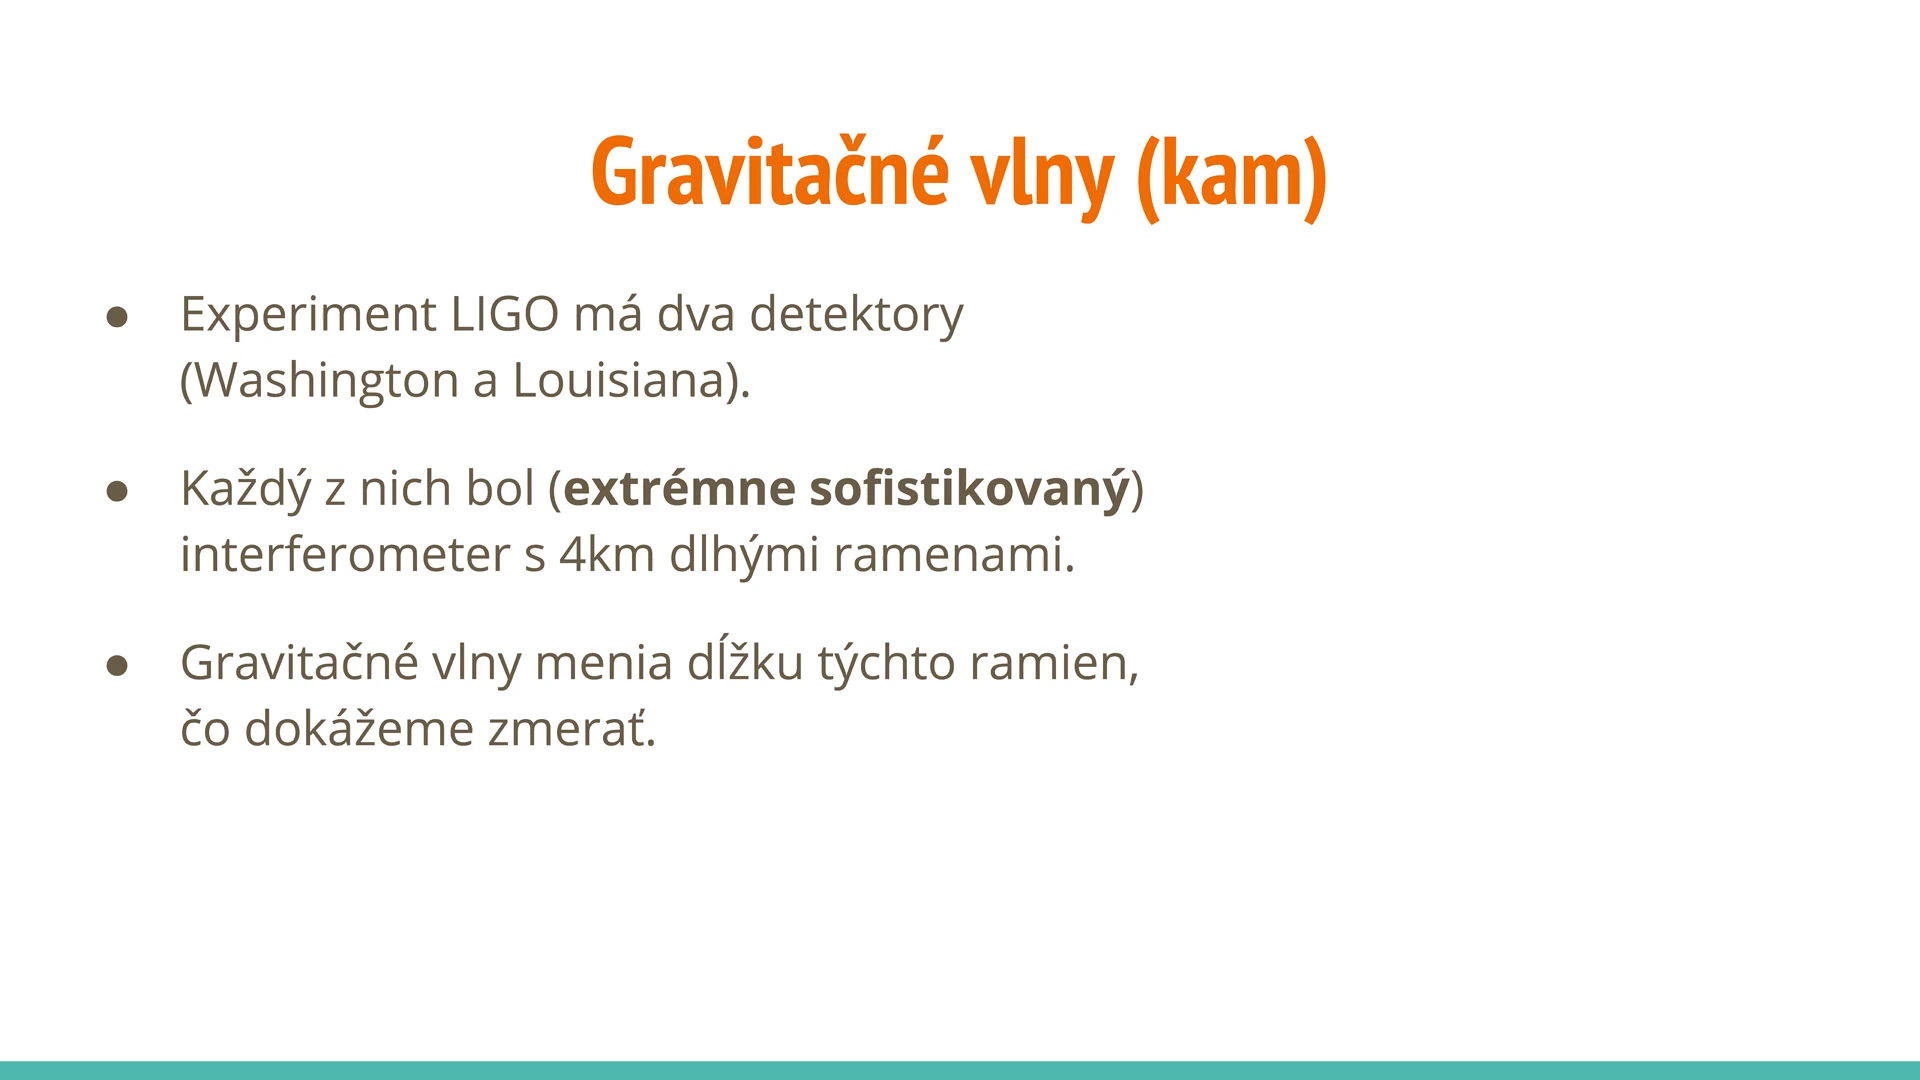 Gravitačné vlny (kam)
● Experiment LIGO má dva detektory
(Washington a Louisiana).
● Každý z nich bol (extrémne sofistikovaný)
interferometer s 4km dlhými ramenami.
● Gravitačné vlny menia dĺžku týchto ramien,
čo dokážeme zmerať.